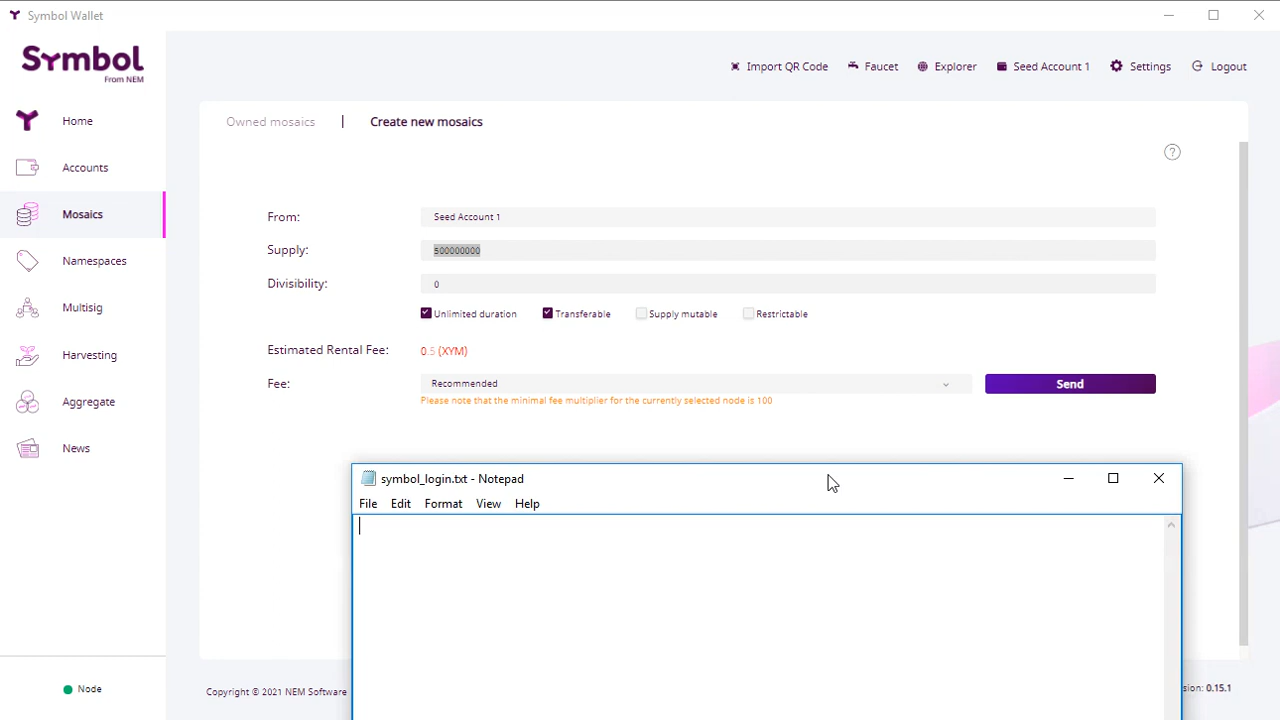 Symbol Wallet
Symbol
From NEM
Import QR Code
Faucet
Explorer
Seed Account 1
Settings
Logout
Home
Accounts
Mosaics
Namespaces
Multisig
Harvesting
Aggregate
News
Node
Owned mosaics | Create new mosaics
?
From: Seed Account 1
Supply: 500000000
Divisibility: 0
Unlimited duration Transferable Supply mutable Restrictable
Estimated Rental Fee: 0.5 (XYM)
Fee: Recommended Send
Please note that the minimal fee multiplier for the currently selected node is 100
symbol_login.txt - Notepad
File Edit Format View Help
Copyright © 2021 NEM Software
sion: 0.15.1